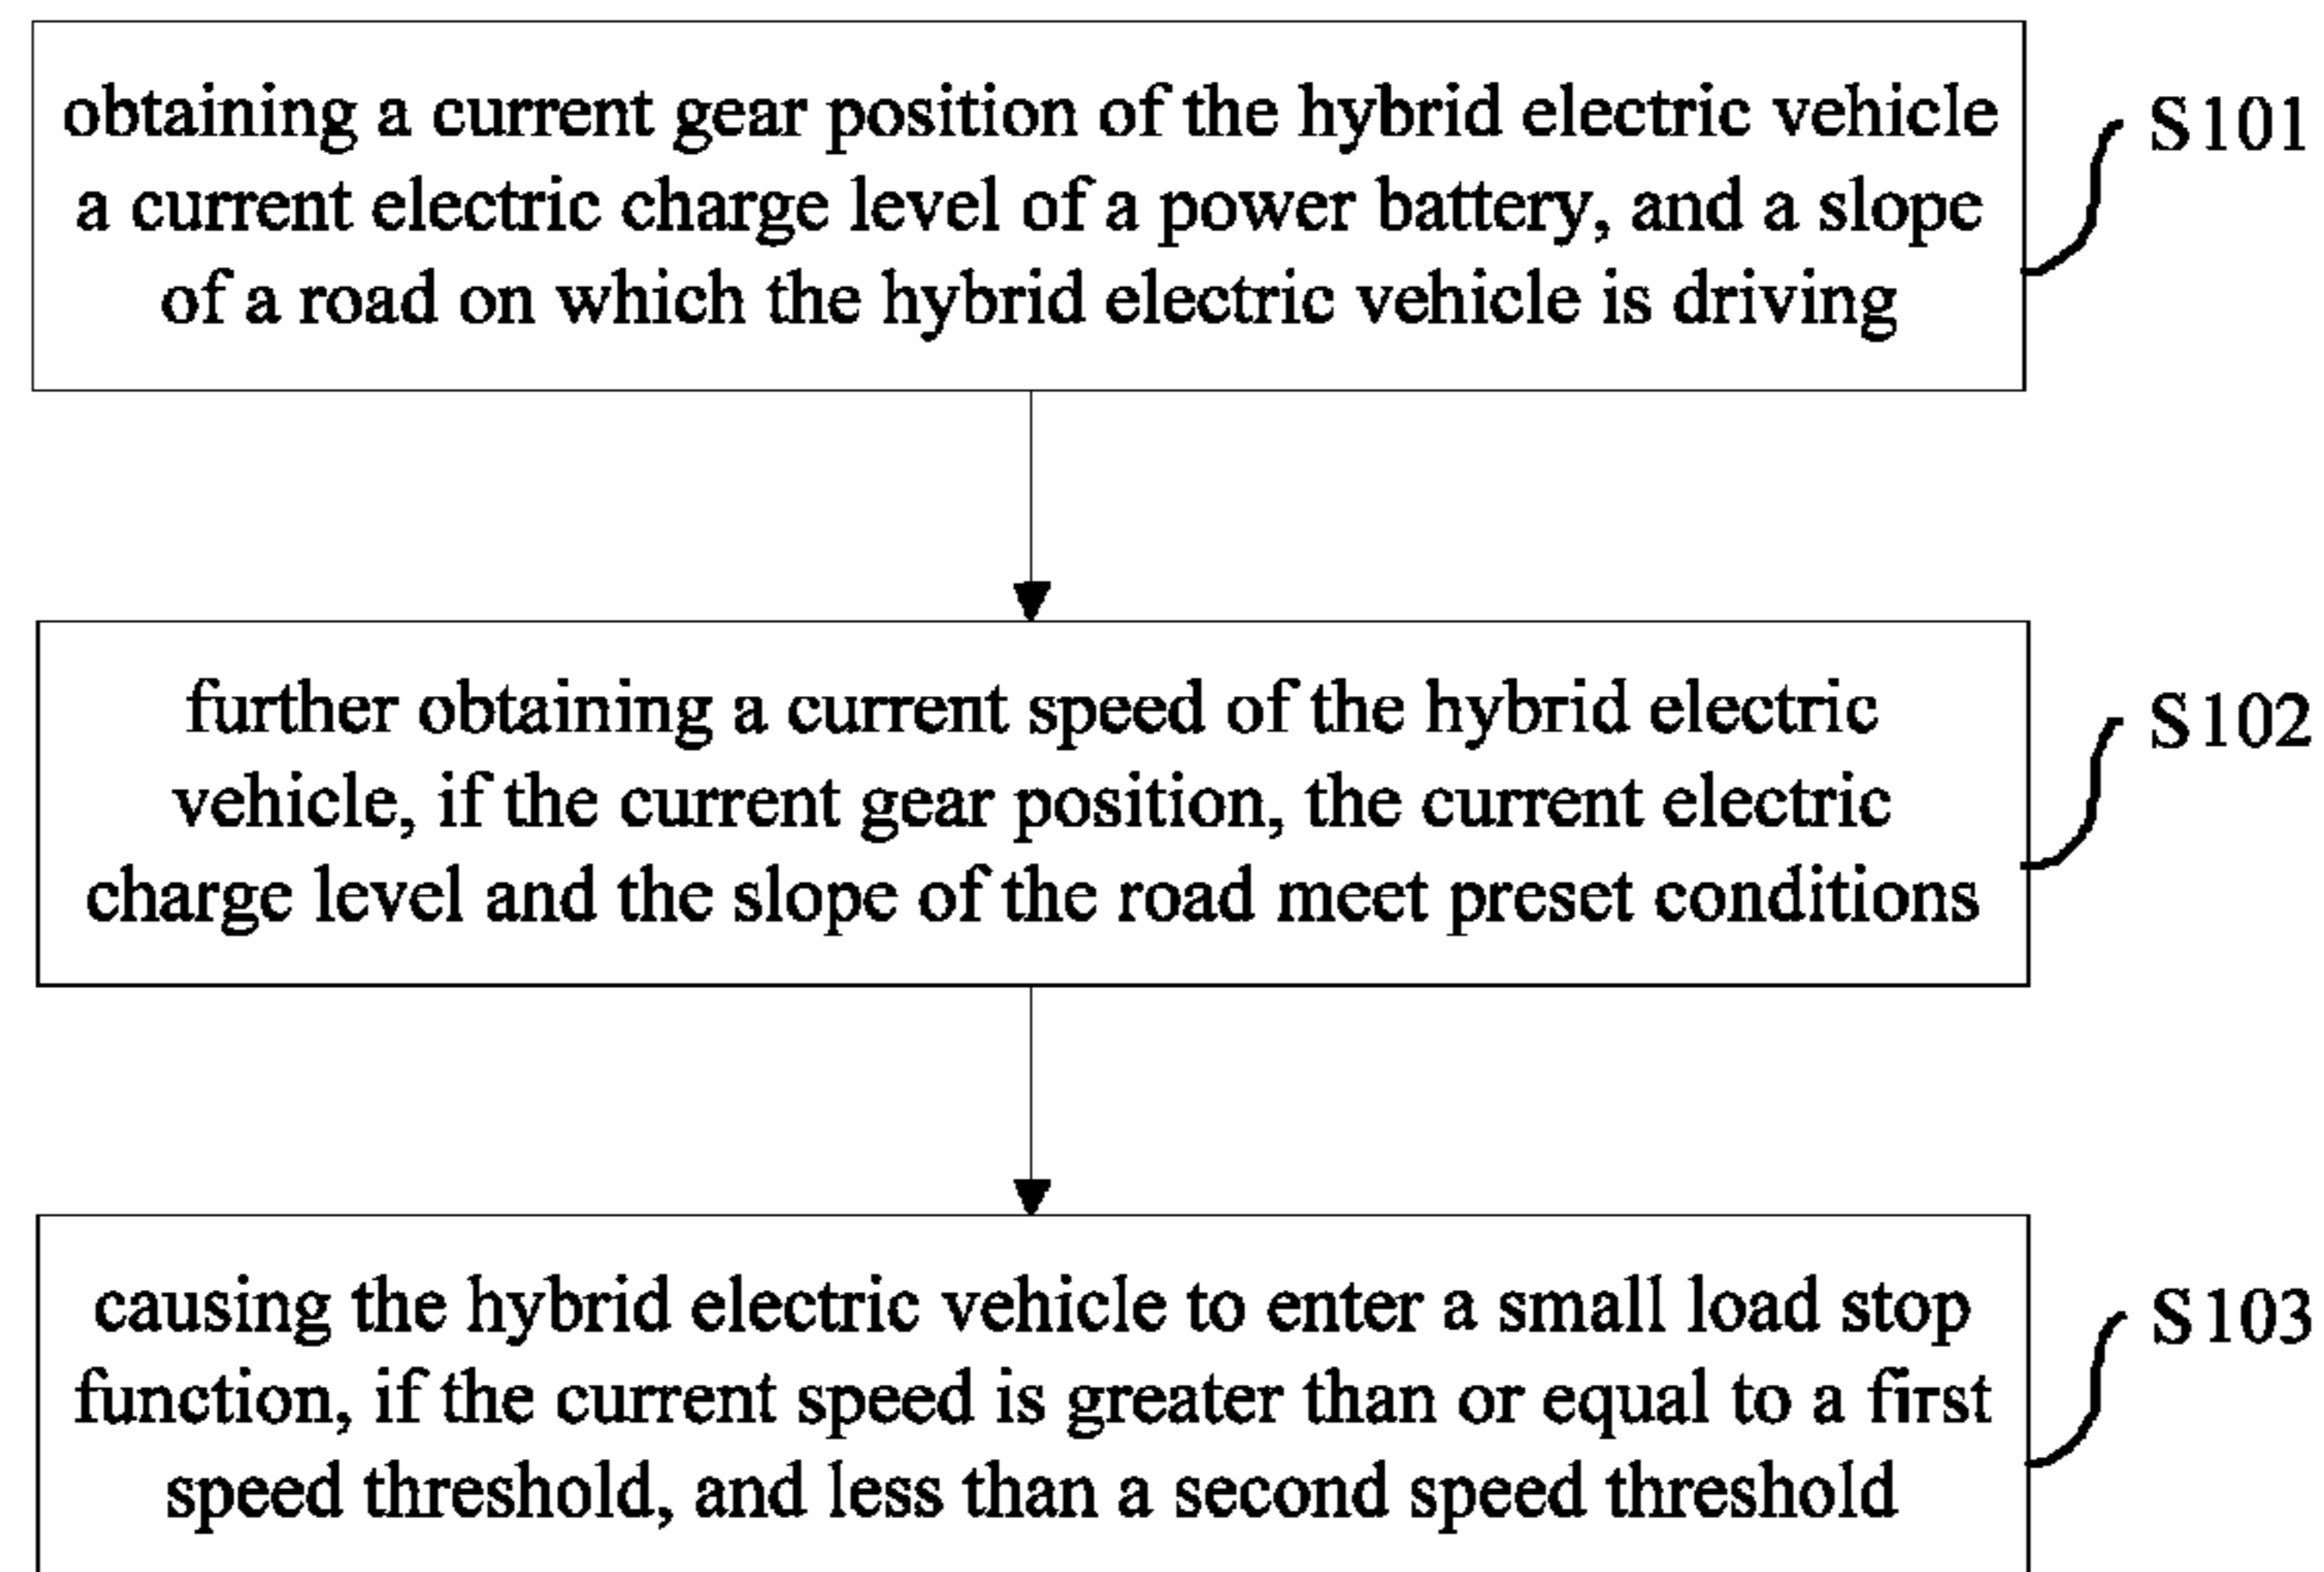 obtaining a current gear position of the hybrid electric vehicle
a current electric charge level of a power battery, and a slope
of a road on which the hybrid electric vehicle is driving
S101
further obtaining a current speed of the hybrid electric
vehicle, if the current gear position, the current electric
charge level and the slope of the road meet preset conditions
S102
causing the hybrid electric vehicle to enter a small load stop
function, if the current speed is greater than or equal to a first
speed threshold, and less than a second speed threshold
S103